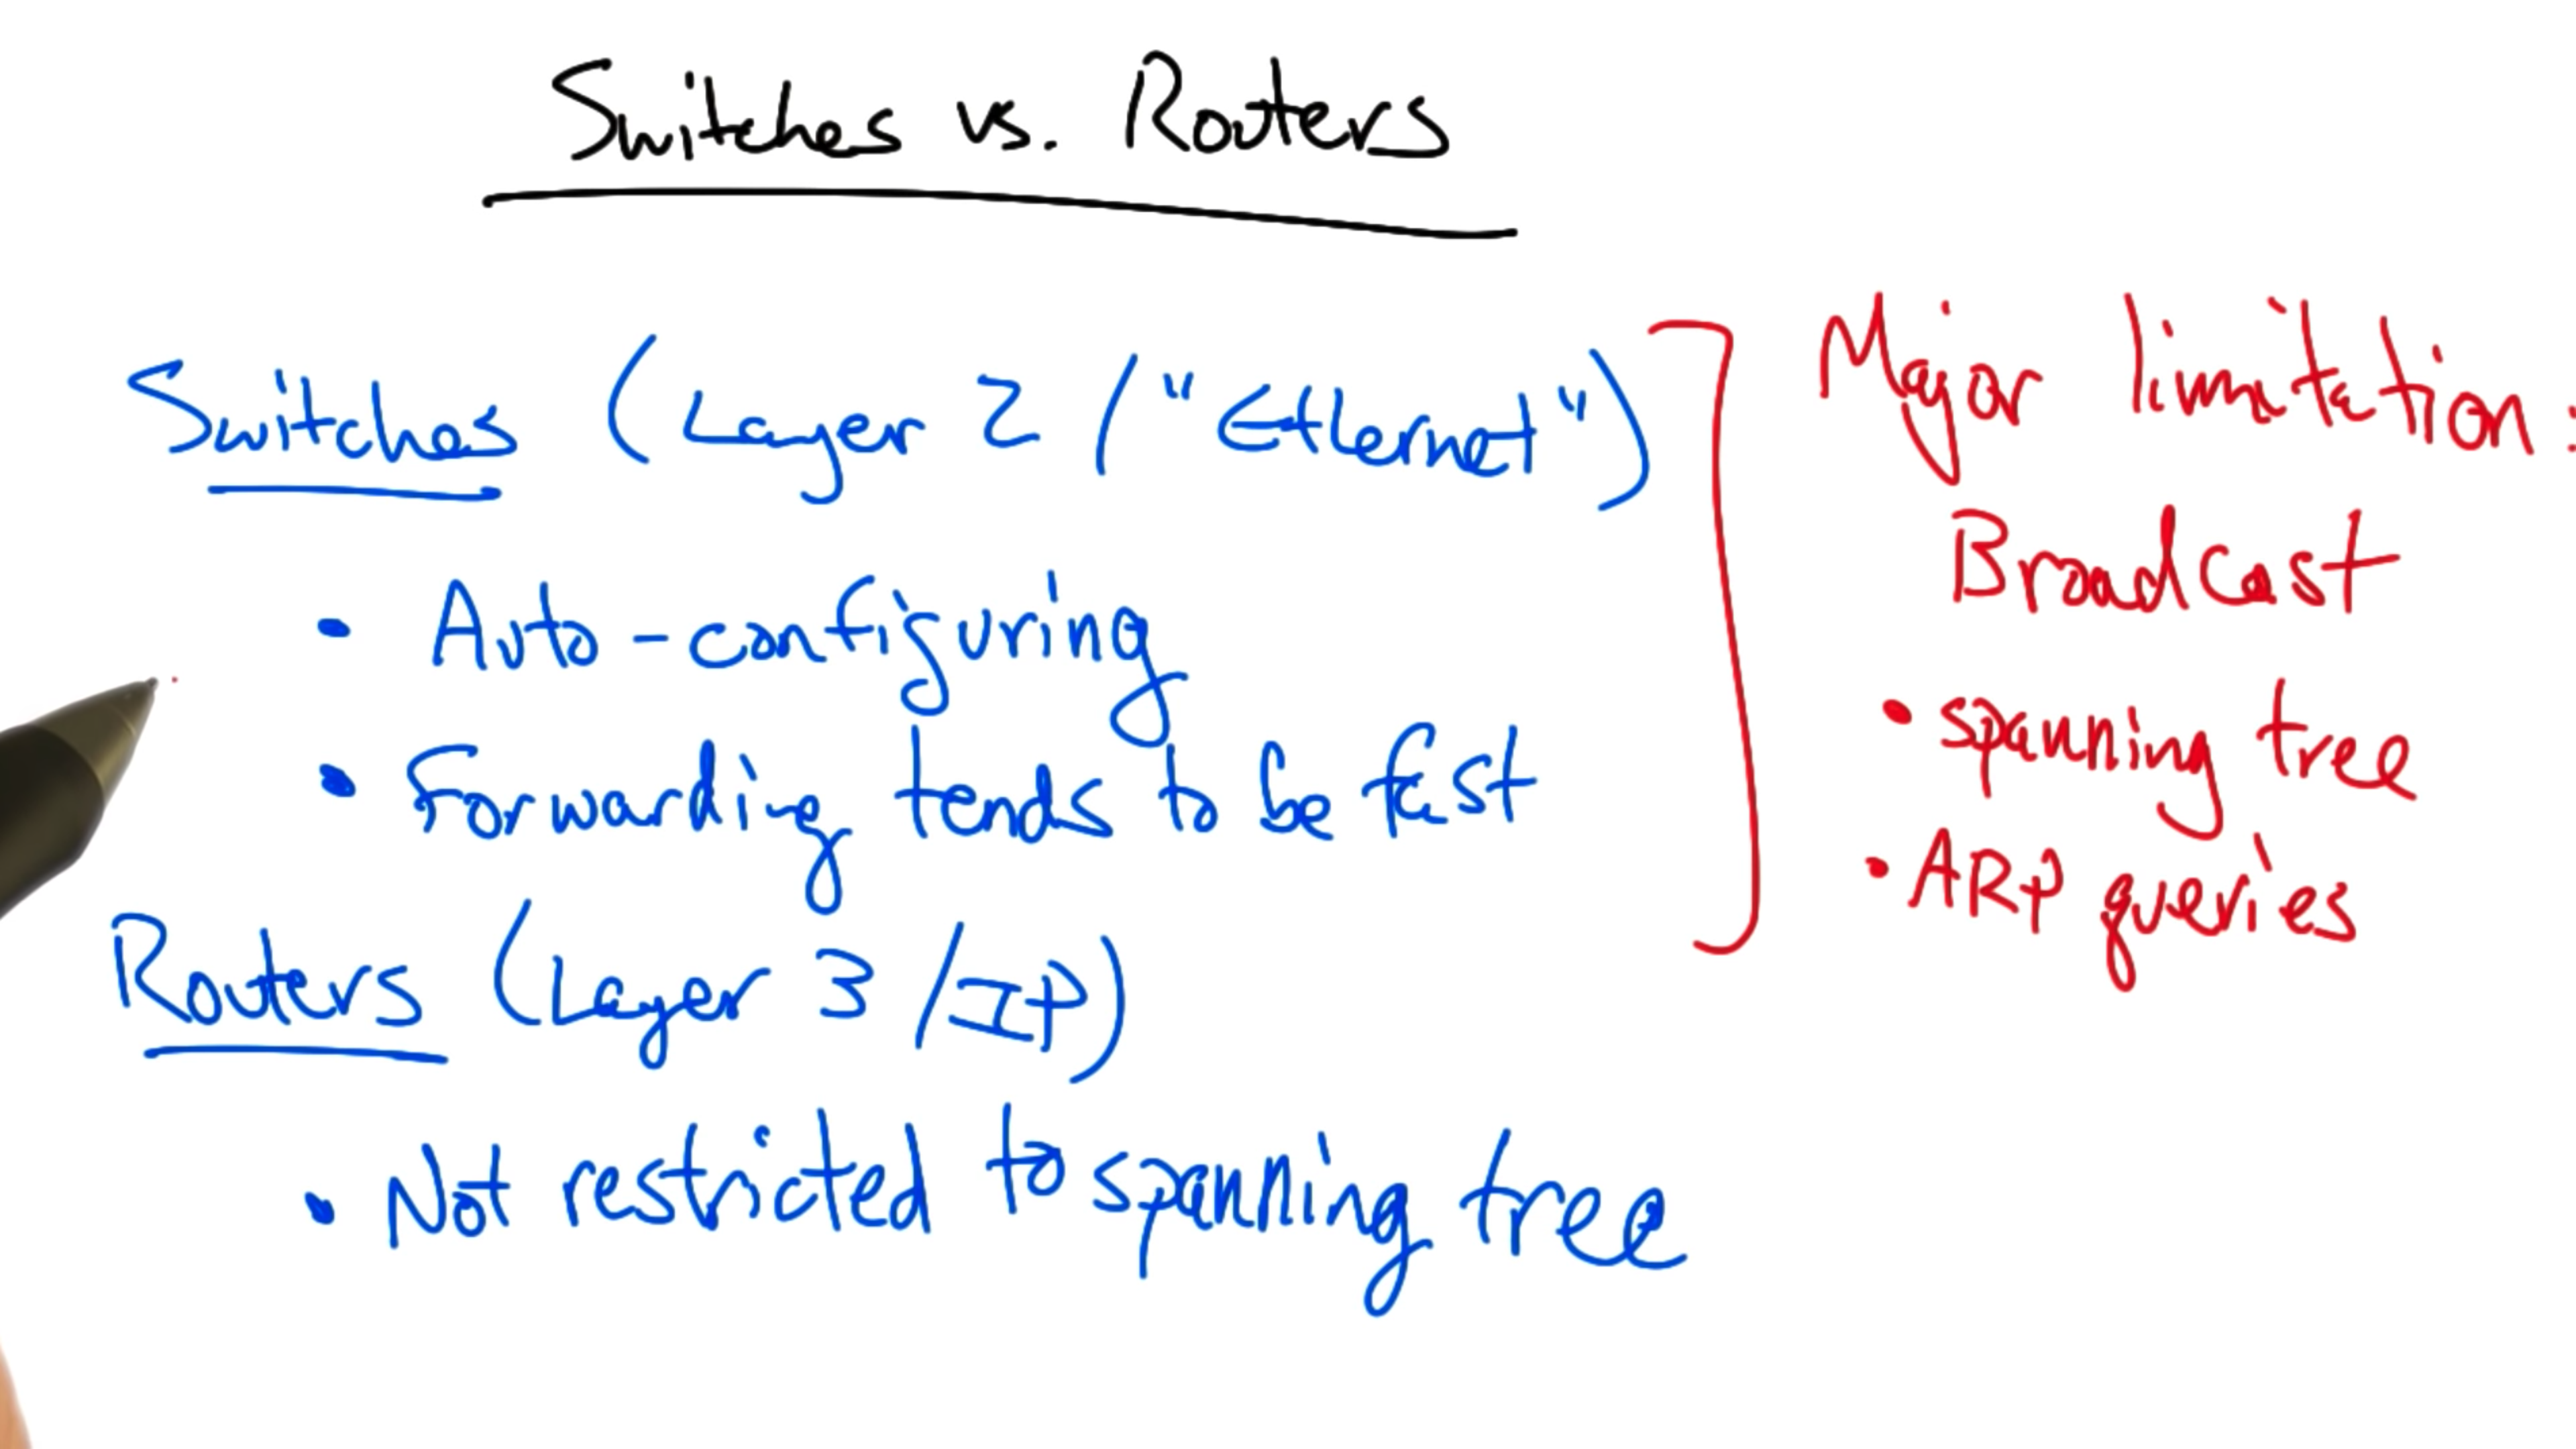 Switches vs. Routers
Switches (Layer 2 / "Ethernet")
• Auto-configuring
• Forwarding tends to be fast
Routers (Layer 3 / IP)
• Not restricted to spanning tree
Major limitation:
Broadcast
• spanning tree
• ARP queries